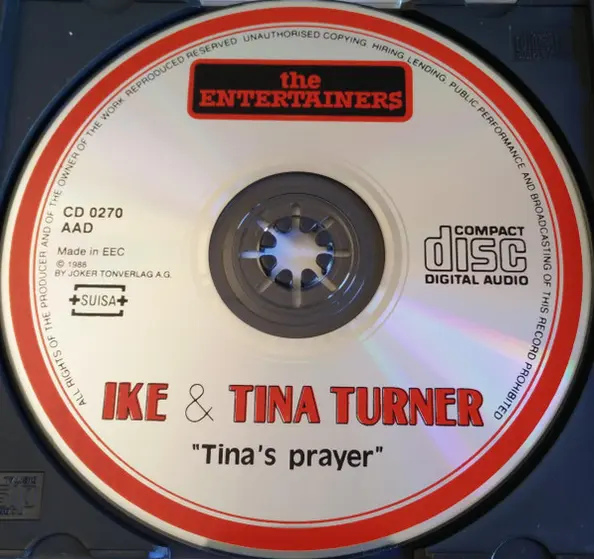 the
ENTERTAINERS
ALL RIGHTS OF THE PRODUCER AND OF THE OWNER OF THE WORK REPRODUCED RESERVED UNAUTHORISED COPYING, HIRING, LENDING, PUBLIC PERFORMANCE AND BROADCASTING OF THIS RECORD PROHIBITED
CD 0270
AAD
Made in EEC
© 1986
BY JOKER TONVERLAG A.G.
SUISA
COMPACT
disc
DIGITAL AUDIO
IKE & TINA TURNER
"Tina's prayer"